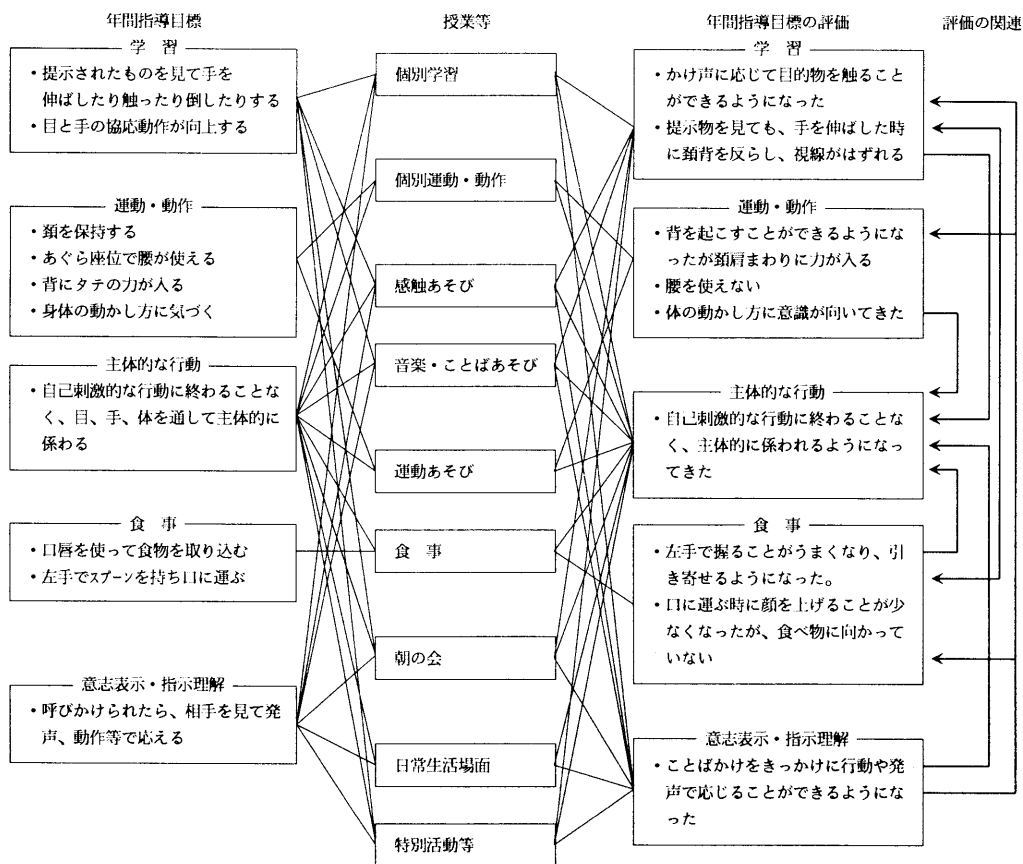 年間指導目標
学 習
・提示されたものを見て手を
伸ばしたり触ったり倒したりする
・目と手の協応動作が向上する
運動・動作
・頚を保持する
・あぐら座位で腰が使える
・背にタテの力が入る
・身体の動かし方に気づく
主体的な行動
・自己刺激的な行動に終わることな
く、目、手、体を通して主体的に
係わる
食 事
・口唇を使って食物を取り込む
・左手でスプーンを持ち口に運ぶ
意志表示・指示理解
・呼びかけられたら、相手を見て発
声、動作等で応える
授業等
個別学習
個別運動・動作
感触あそび
音楽・ことばあそび
運動あそび
食 事
朝の会
日常生活場面
特別活動等
年間指導目標の評価
学 習
・かけ声に応じて目的物を触ること
ができるようになった
・提示物を見ても、手を伸ばした時
に頚背を反らし、視線がはずれる
運動・動作
・背を起こすことができるようにな
ったが頚肩まわりに力が入る
・腰を使えない
・体の動かし方に意識が向いてきた
主体的な行動
・自己刺激的な行動に終わることな
く、主体的に係われるようになっ
てきた
食 事
・左手で握ることがうまくなり、引
き寄せるようになった。
・口に運ぶ時に顔を上げることが少
なくなったが、食べ物に向かって
いない
意志表示・指示理解
・ことばかけをきっかけに行動や発
声で応じることができるようにな
った
評価の関連